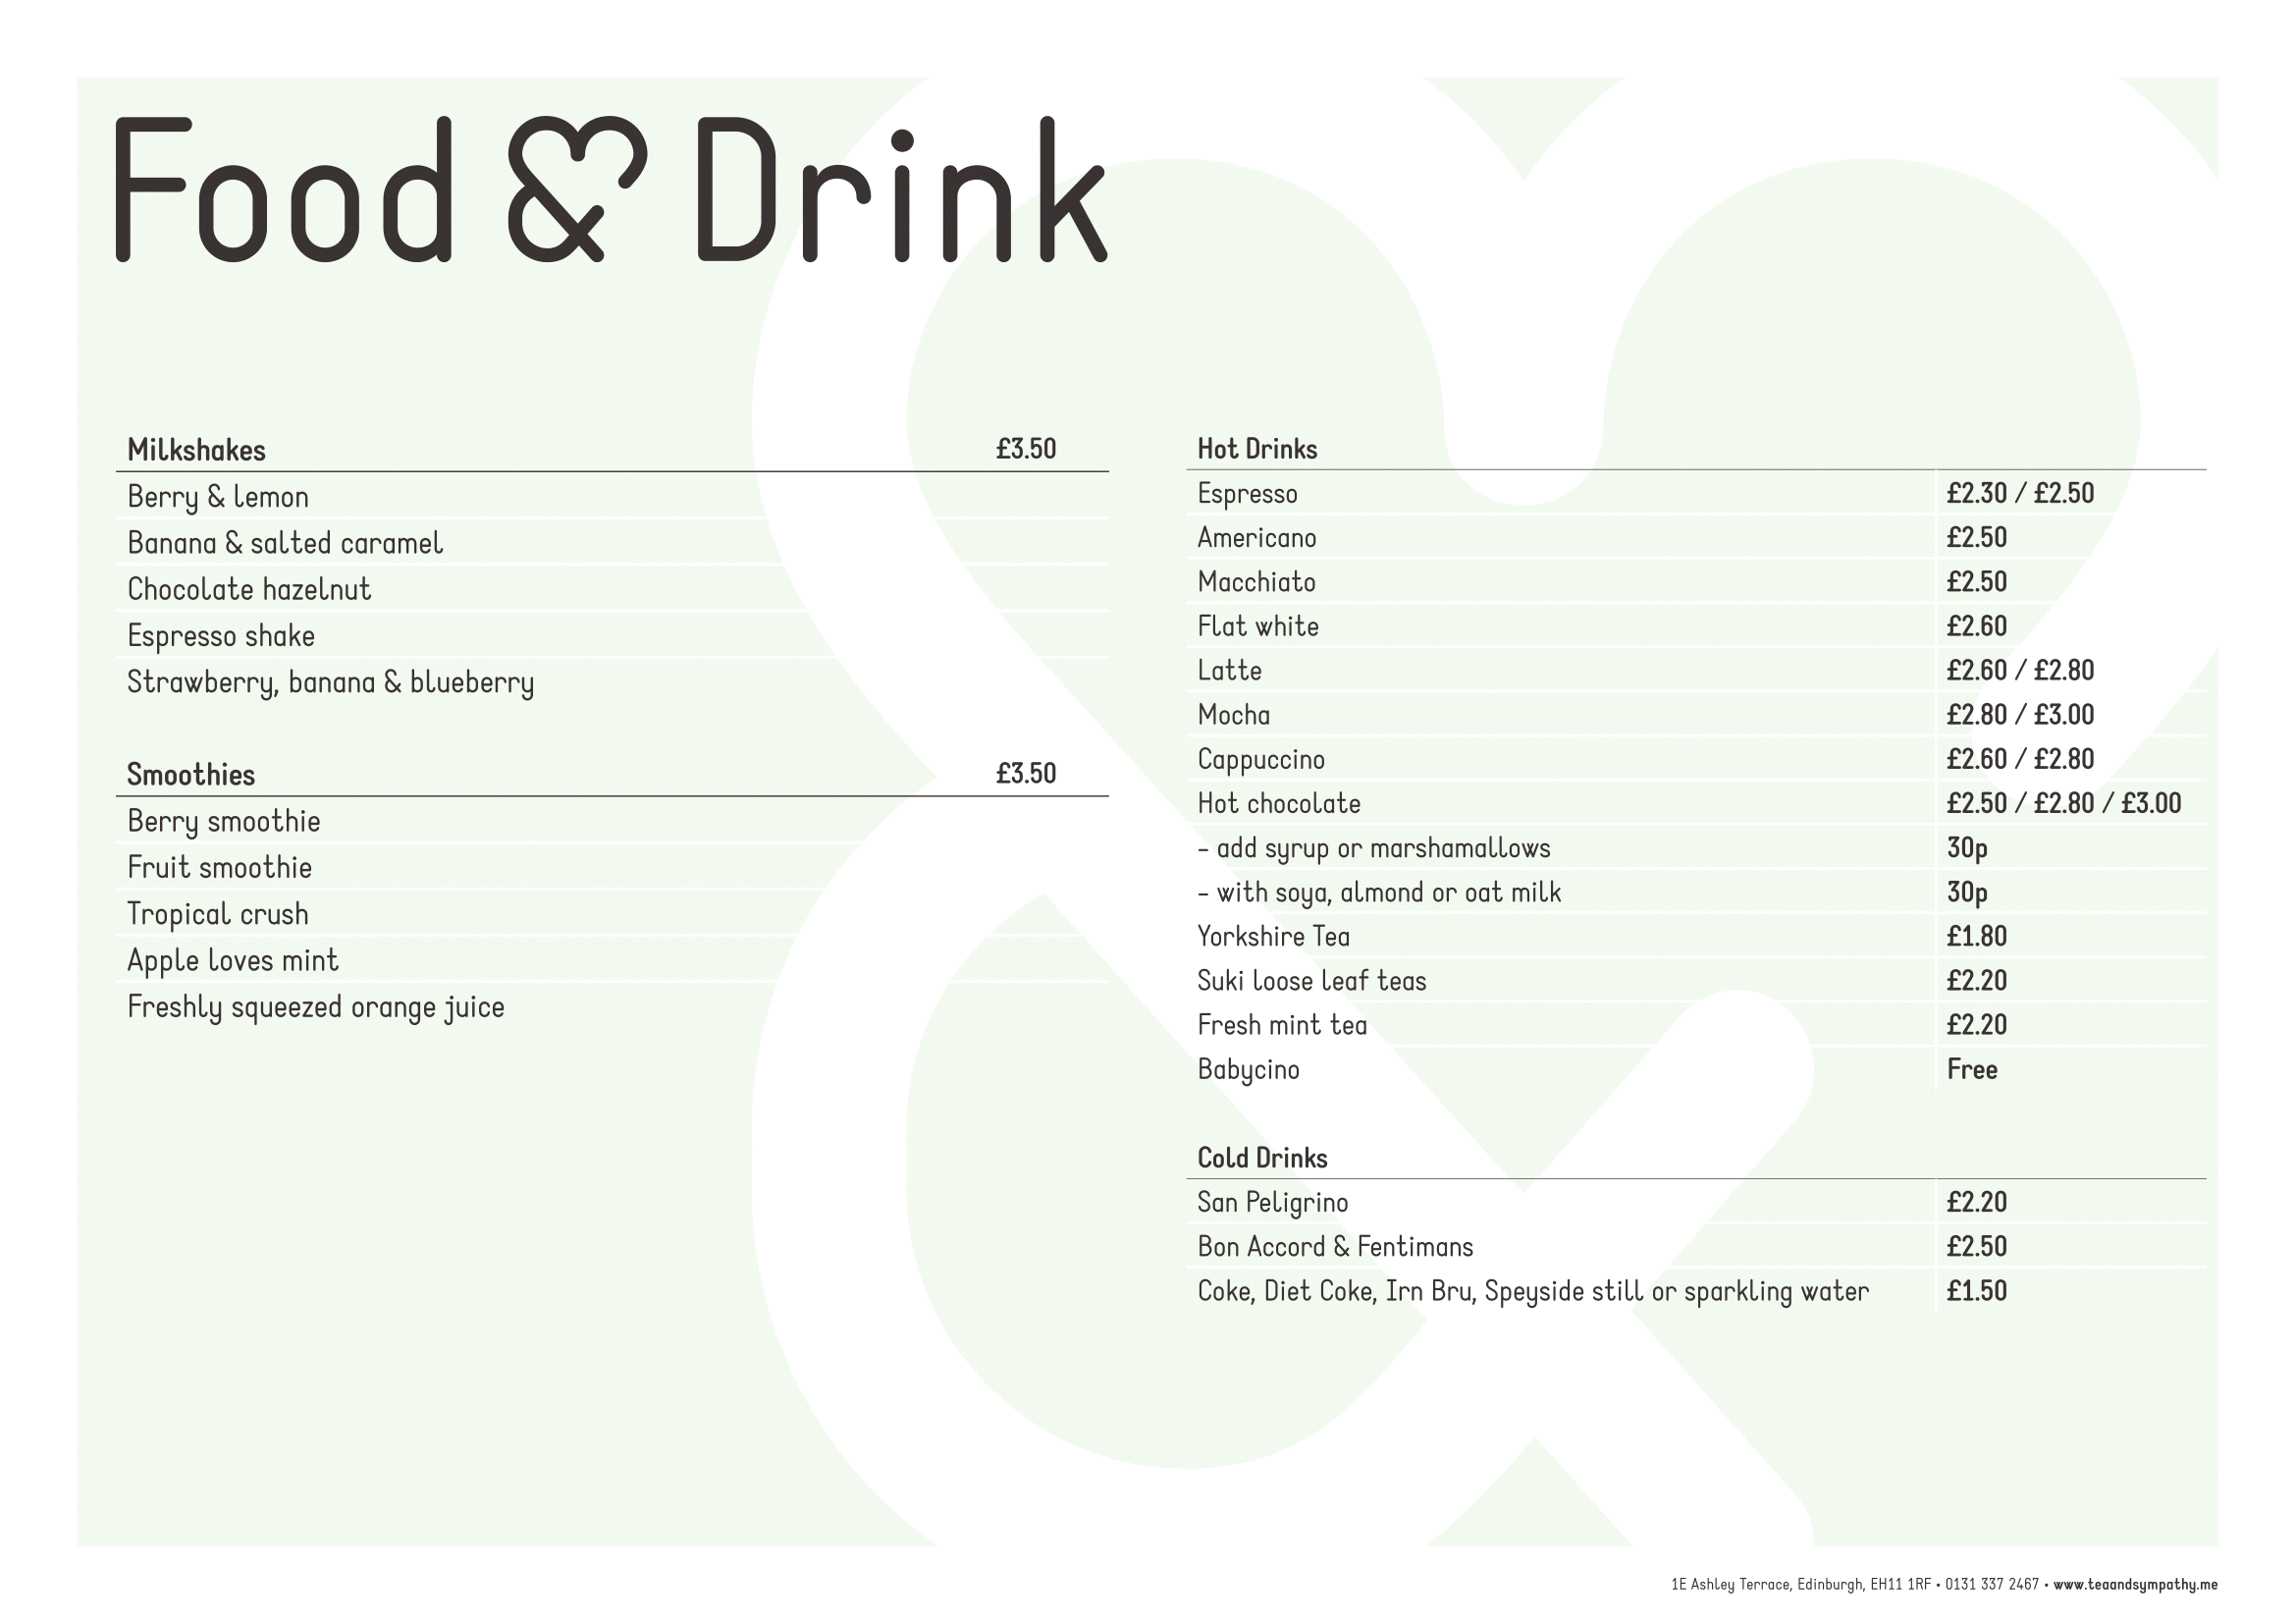 Food & Drink
Milkshakes £3.50
Berry & lemon
Banana & salted caramel
Chocolate hazelnut
Espresso shake
Strawberry, banana & blueberry
Smoothies £3.50
Berry smoothie
Fruit smoothie
Tropical crush
Apple loves mint
Freshly squeezed orange juice
Hot Drinks
Espresso £2.30 / £2.50
Americano £2.50
Macchiato £2.50
Flat white £2.60
Latte £2.60 / £2.80
Mocha £2.80 / £3.00
Cappuccino £2.60 / £2.80
Hot chocolate £2.50 / £2.80 / £3.00
- add syrup or marshamallows 30p
- with soya, almond or oat milk 30p
Yorkshire Tea £1.80
Suki loose leaf teas £2.20
Fresh mint tea £2.20
Babycino Free
Cold Drinks
San Peligrino £2.20
Bon Accord & Fentimans £2.50
Coke, Diet Coke, Irn Bru, Speyside still or sparkling water £1.50
1E Ashley Terrace, Edinburgh, EH11 1RF • 0131 337 2467 • www.teaandsympathy.me